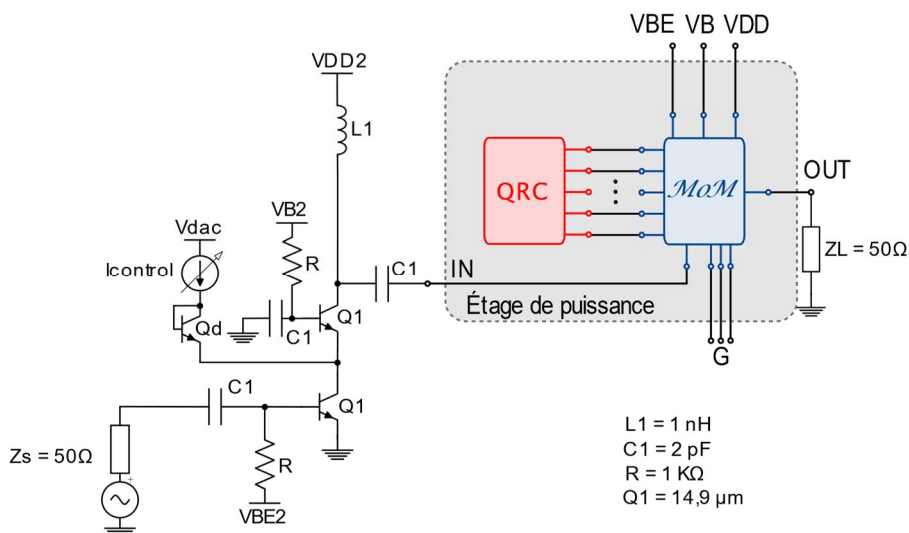 VBE VB VDD
VDD2
L1
QRC
MoM
OUT
VB2
Vdac
R
ZL = 50Ω
Icontrol
C1
IN
Étage de puissance
Qd
C1
Q1
G
C1
Q1
L1 = 1 nH
C1 = 2 pF
R = 1 KΩ
Q1 = 14,9 µm
Zs = 50Ω
R
+
VBE2